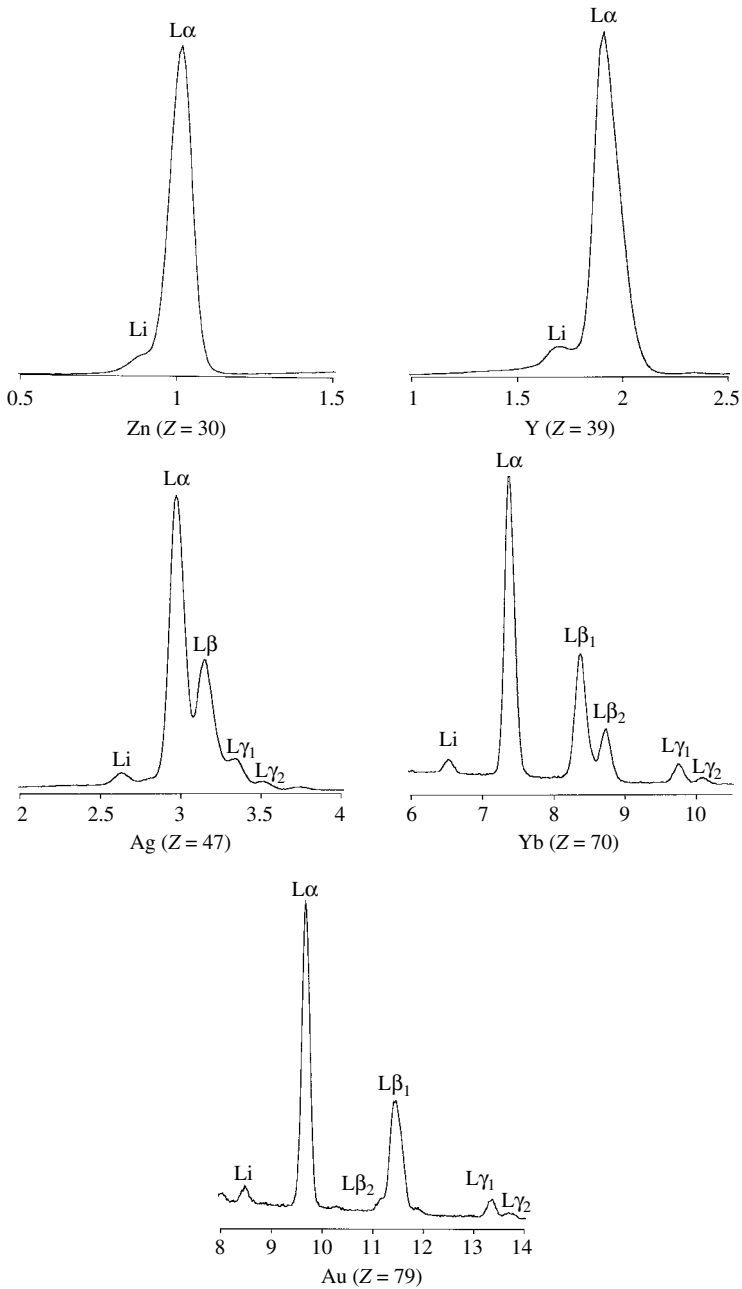 Lα
Li
0.5 1 1.5
Zn (Z = 30)
Lα
Li
1 1.5 2 2.5
Y (Z = 39)
Lα
Lβ
Li
Lγ1
Lγ2
2 2.5 3 3.5 4
Ag (Z = 47)
Lα
Lβ1
Lβ2
Li
Lγ1
Lγ2
6 7 8 9 10
Yb (Z = 70)
Lα
Lβ1
Li
Lβ2
Lγ1
Lγ2
8 9 10 11 12 13 14
Au (Z = 79)